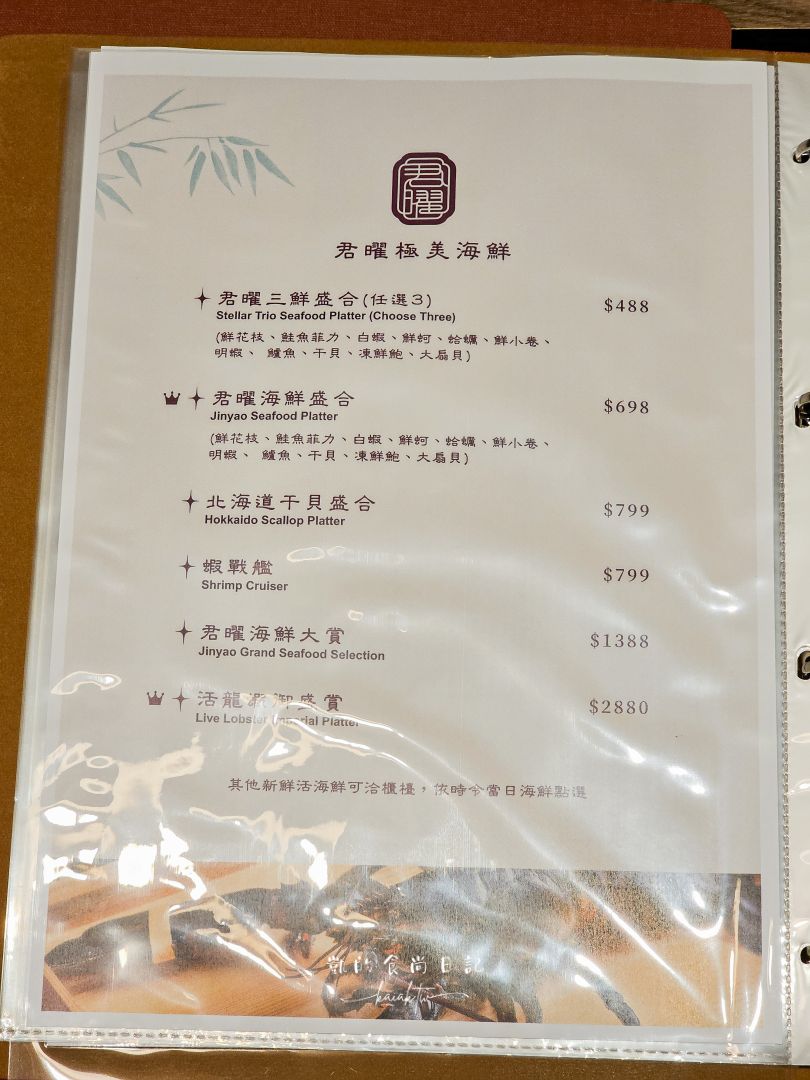 君曜
君曜極美海鮮
君曜三鮮盛合(任選3) $488
Stellar Trio Seafood Platter (Choose Three)
(鮮花枝、鮭魚菲力、白蝦、鮮蚵、蛤蠣、鮮小卷、
明蝦、 鱸魚、干貝、凍鮮鮑、大扇貝)
君曜海鮮盛合 $698
Jinyao Seafood Platter
(鮮花枝、鮭魚菲力、白蝦、鮮蚵、蛤蠣、鮮小卷、
明蝦、 鱸魚、干貝、凍鮮鮑、大扇貝)
北海道干貝盛合 $799
Hokkaido Scallop Platter
蝦戰艦 $799
Shrimp Cruiser
君曜海鮮大賞 $1388
Jinyao Grand Seafood Selection
活龍蝦御盛賞 $2880
Live Lobster Imperial Platter
其他新鮮活海鮮可洽櫃檯，依時令當日海鮮點選
凱的食尚日記
kaiak.tw